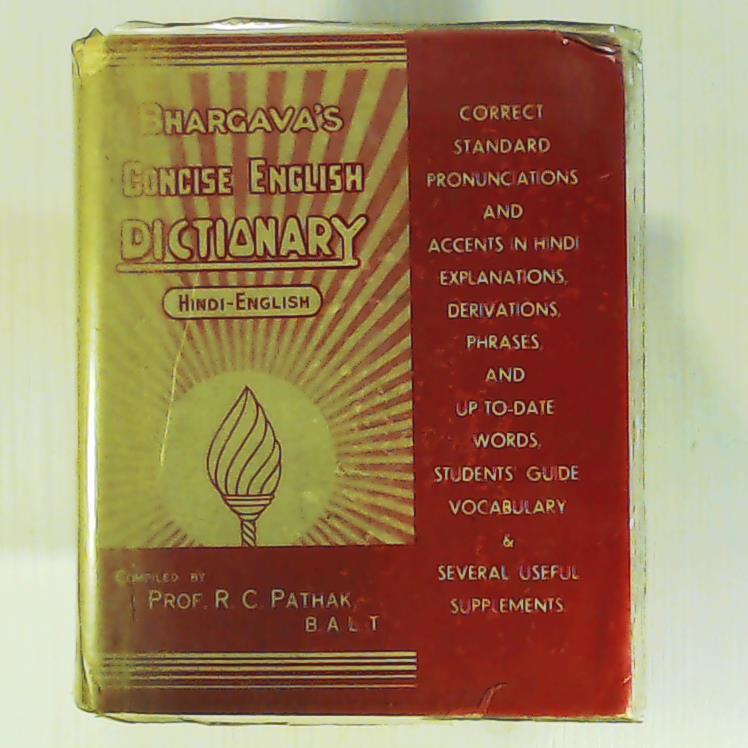 BHARGAVA'S
CONCISE ENGLISH
DICTIONARY
HINDI-ENGLISH
COMPILED BY
PROF. R. C. PATHAK
B A L T
CORRECT
STANDARD
PRONUNCIATIONS
AND
ACCENTS IN HINDI
EXPLANATIONS,
DERIVATIONS,
PHRASES,
AND
UP TO-DATE
WORDS,
STUDENTS' GUIDE
VOCABULARY
&
SEVERAL USEFUL
SUPPLEMENTS